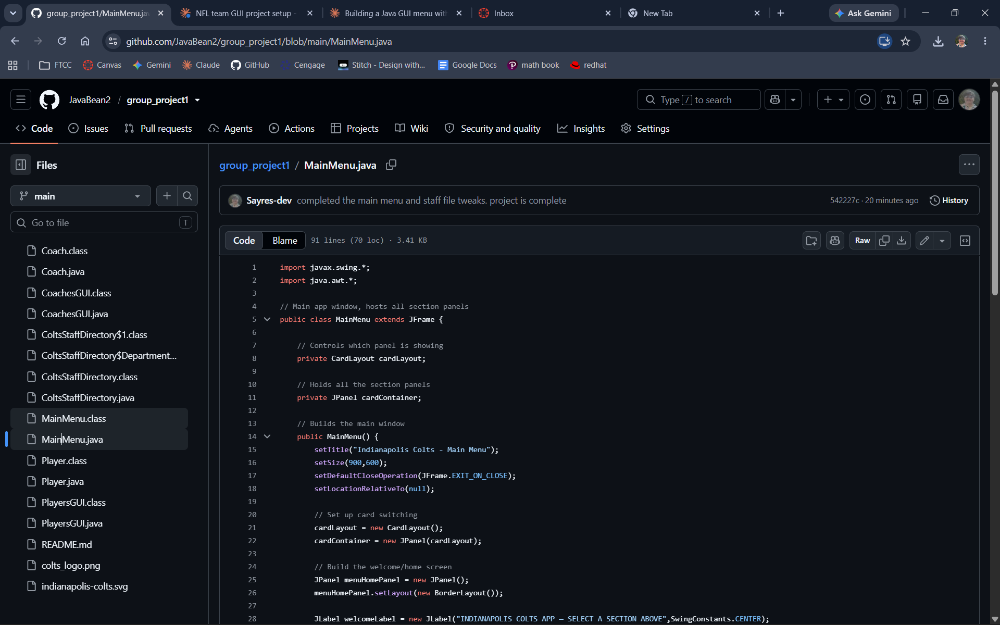 group_project1/MainMenu.ja
NFL team GUI project setup -
Building a Java GUI menu with
Inbox
New Tab
Ask Gemini
github.com/JavaBean2/group_project1/blob/main/MainMenu.java
FTCC
Canvas
Gemini
Claude
GitHub
Cengage
Stitch - Design with...
Google Docs
math book
redhat
JavaBean2 / group_project1
Type / to search
Code
Issues
Pull requests
Agents
Actions
Projects
Wiki
Security and quality
Insights
Settings
Files
main
Go to file
T
Coach.class
Coach.java
CoachesGUI.class
CoachesGUI.java
ColtsStaffDirectory$1.class
ColtsStaffDirectory$Department...
ColtsStaffDirectory.class
ColtsStaffDirectory.java
MainMenu.class
MainMenu.java
Player.class
Player.java
PlayersGUI.class
PlayersGUI.java
README.md
colts_logo.png
indianapolis-colts.svg
group_project1 / MainMenu.java
Sayres-dev completed the main menu and staff file tweaks. project is complete
542227c · 20 minutes ago
History
Code
Blame
91 lines (70 loc) · 3.41 KB
Raw
1 import javax.swing.*;
2 import java.awt.*;
3
4 // Main app window, hosts all section panels
5 public class MainMenu extends JFrame {
6
7 // Controls which panel is showing
8 private CardLayout cardLayout;
9
10 // Holds all the section panels
11 private JPanel cardContainer;
12
13 // Builds the main window
14 public MainMenu() {
15 setTitle("Indianapolis Colts - Main Menu");
16 setSize(900,600);
17 setDefaultCloseOperation(JFrame.EXIT_ON_CLOSE);
18 setLocationRelativeTo(null);
19
20 // Set up card switching
21 cardLayout = new CardLayout();
22 cardContainer = new JPanel(cardLayout);
23
24 // Build the welcome/home screen
25 JPanel menuHomePanel = new JPanel();
26 menuHomePanel.setLayout(new BorderLayout());
27
28 JLabel welcomeLabel = new JLabel("INDIANAPOLIS COLTS APP — SELECT A SECTION ABOVE",SwingConstants.CENTER);